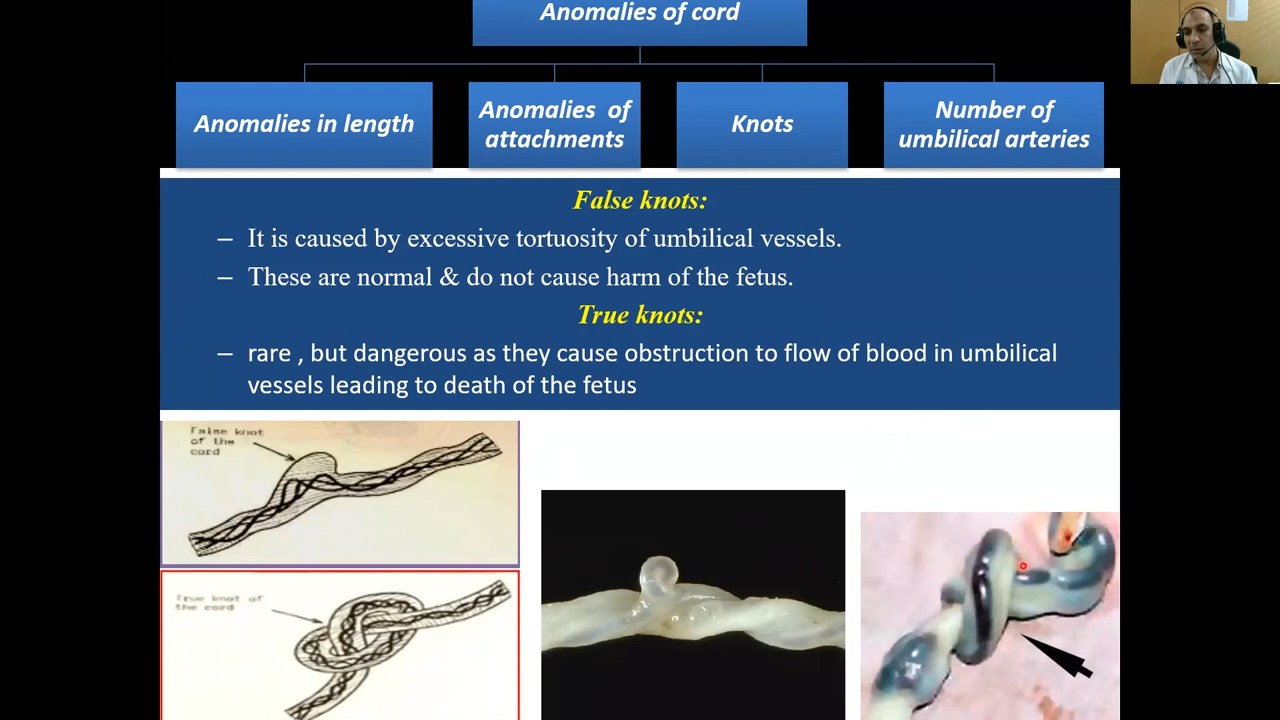 Anomalies of cord
Anomalies in length
Anomalies of
attachments
Knots
Number of
umbilical arteries
False knots:
– It is caused by excessive tortuosity of umbilical vessels.
– These are normal & do not cause harm of the fetus.
True knots:
– rare , but dangerous as they cause obstruction to flow of blood in umbilical
vessels leading to death of the fetus
False knot
of the
cord
True knot of
the cord